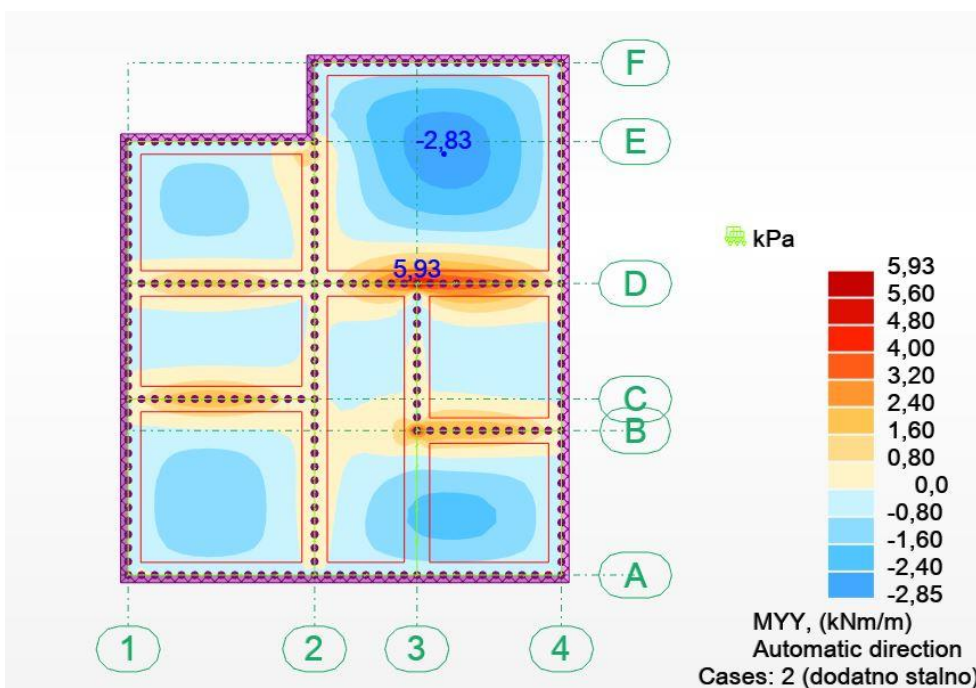 F
-2,83
E
kPa
5,93
D
5,93
5,60
4,80
4,00
3,20
2,40
1,60
0,80
0,0
-0,80
-1,60
-2,40
-2,85
C
B
A
MYY, (kNm/m)
Automatic direction
Cases: 2 (dodatno stalno)
1 2 3 4